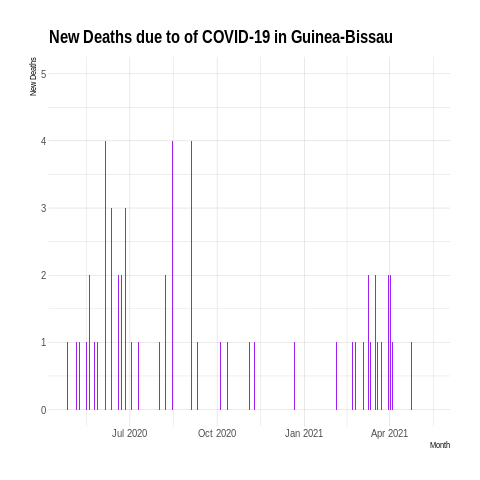 New Deaths due to of COVID-19 in Guinea-Bissau
New Deaths
5
4
3
2
1
0
Jul 2020 Oct 2020 Jan 2021 Apr 2021
Month